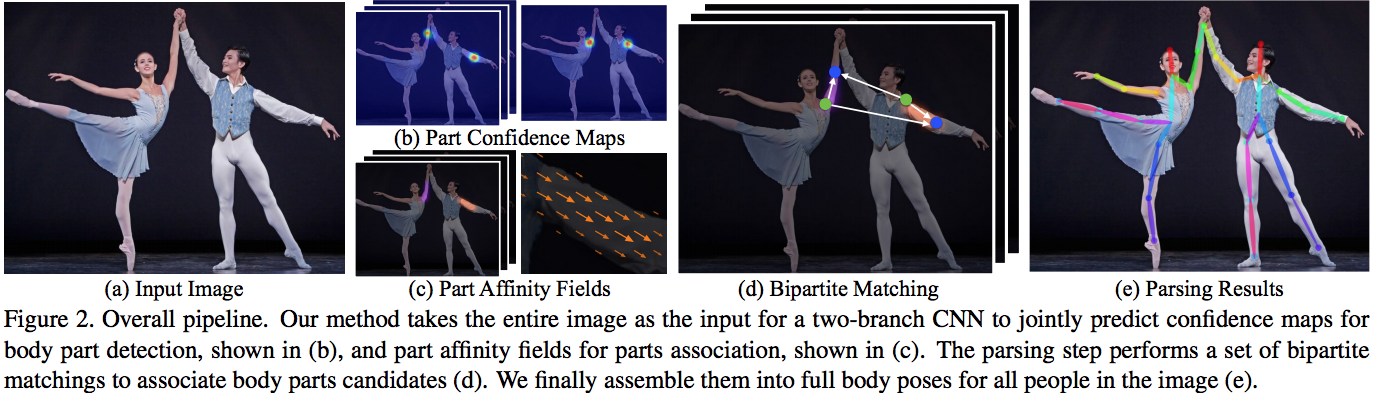 (b) Part Confidence Maps
(a) Input Image
(c) Part Affinity Fields
(d) Bipartite Matching
(e) Parsing Results
Figure 2. Overall pipeline. Our method takes the entire image as the input for a two-branch CNN to jointly predict confidence maps for
body part detection, shown in (b), and part affinity fields for parts association, shown in (c). The parsing step performs a set of bipartite
matchings to associate body parts candidates (d). We finally assemble them into full body poses for all people in the image (e).